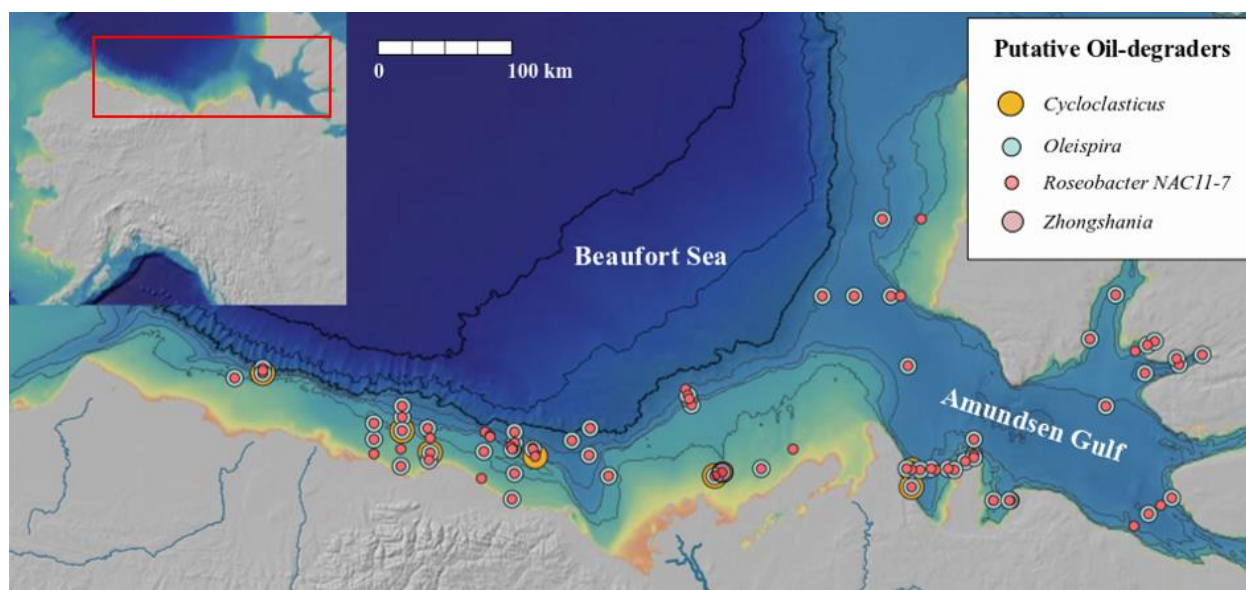 0 100 km
Putative Oil-degraders
Cycloclasticus
Oleispira
Roseobacter NAC11-7
Zhongshania
Beaufort Sea
Amundsen Gulf